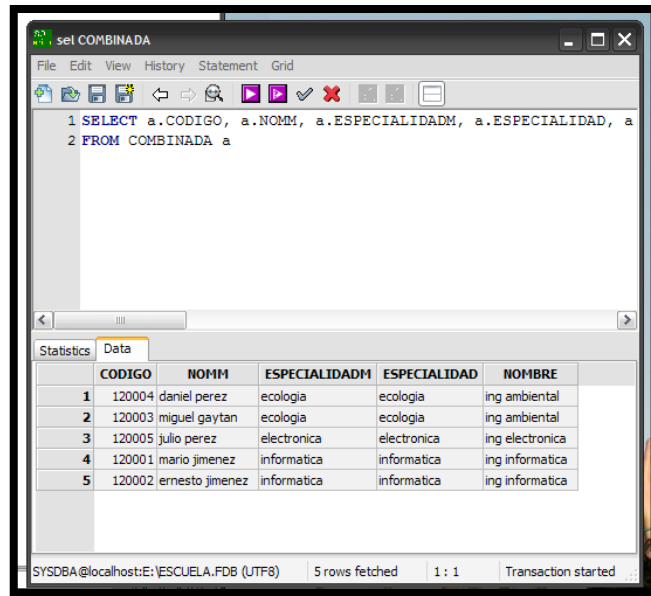 sel COMBINADA
File Edit View History Statement Grid
1 SELECT a.CODIGO, a.NOMM, a.ESPECIALIDADM, a.ESPECIALIDAD, a
2 FROM COMBINADA a
Statistics Data
CODIGO NOMM ESPECIALIDADM ESPECIALIDAD NOMBRE
1 120004 daniel perez ecologia ecologia ing ambiental
2 120003 miguel gaytan ecologia ecologia ing ambiental
3 120005 julio perez electronica electronica ing electronica
4 120001 mario jimenez informatica informatica ing informatica
5 120002 ernesto jimenez informatica informatica ing informatica
SYSDBA@localhost:E:\ESCUELA.FDB (UTF8) 5 rows fetched 1 : 1 Transaction started